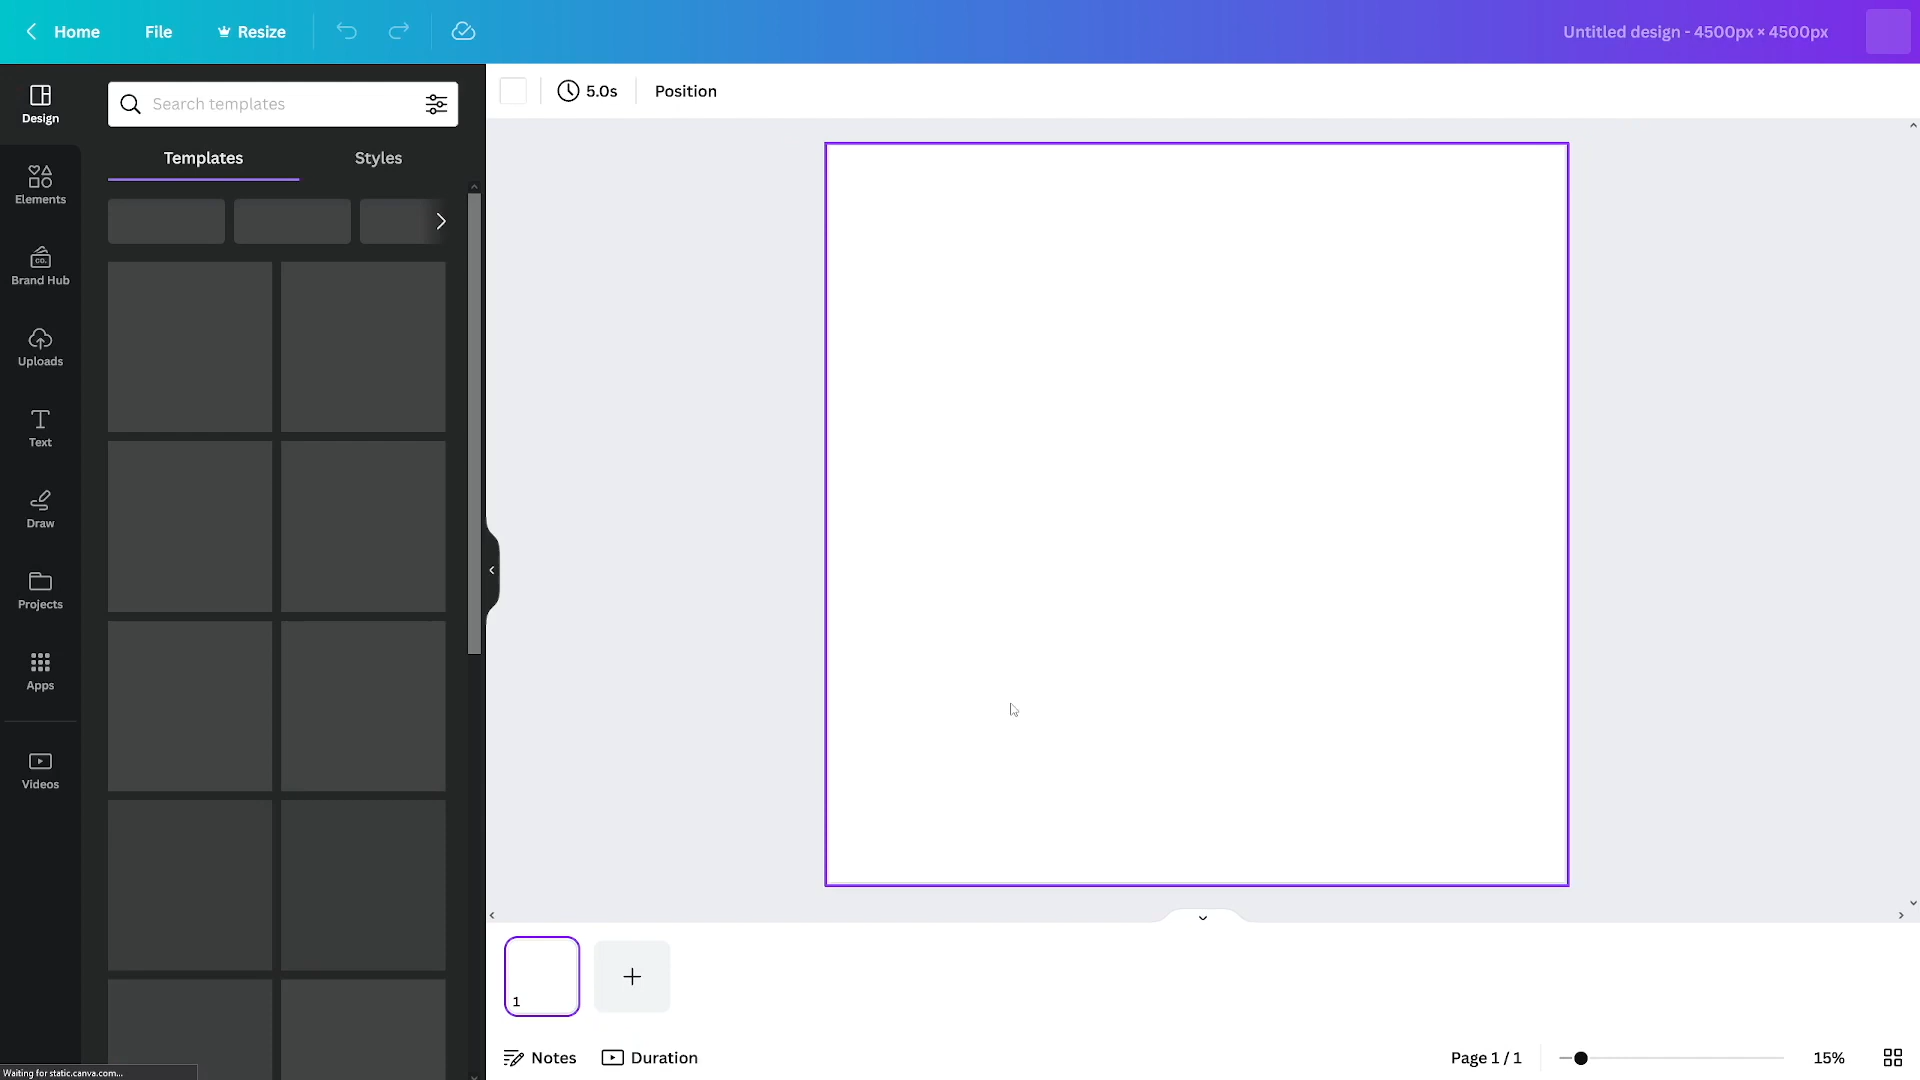 Home File Resize Untitled design - 4500px × 4500px
Design
Search templates
5.0s Position
Templates Styles
Elements
CO.
Brand Hub
Uploads
Text
Draw
Projects
Apps
Videos
1
Notes Duration Page 1 / 1 15%
Waiting for static.canva.com...